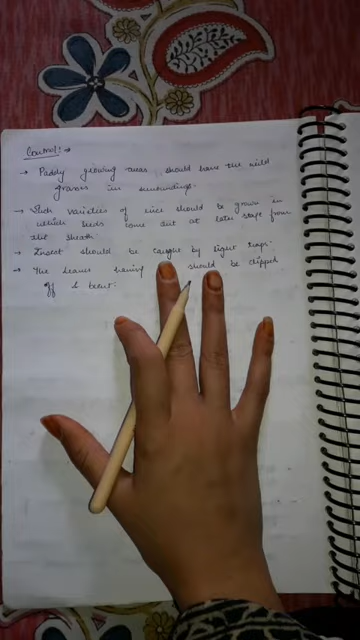 Control:→
→ Paddy growing areas should have the wild
grasses in surroundings.
→ Such varieties of rice should be grown in
which buds come out at later stage from
the sheath.
→ Insect should be caught by light traps.
→ The leaves having should be clipped
off & burnt.